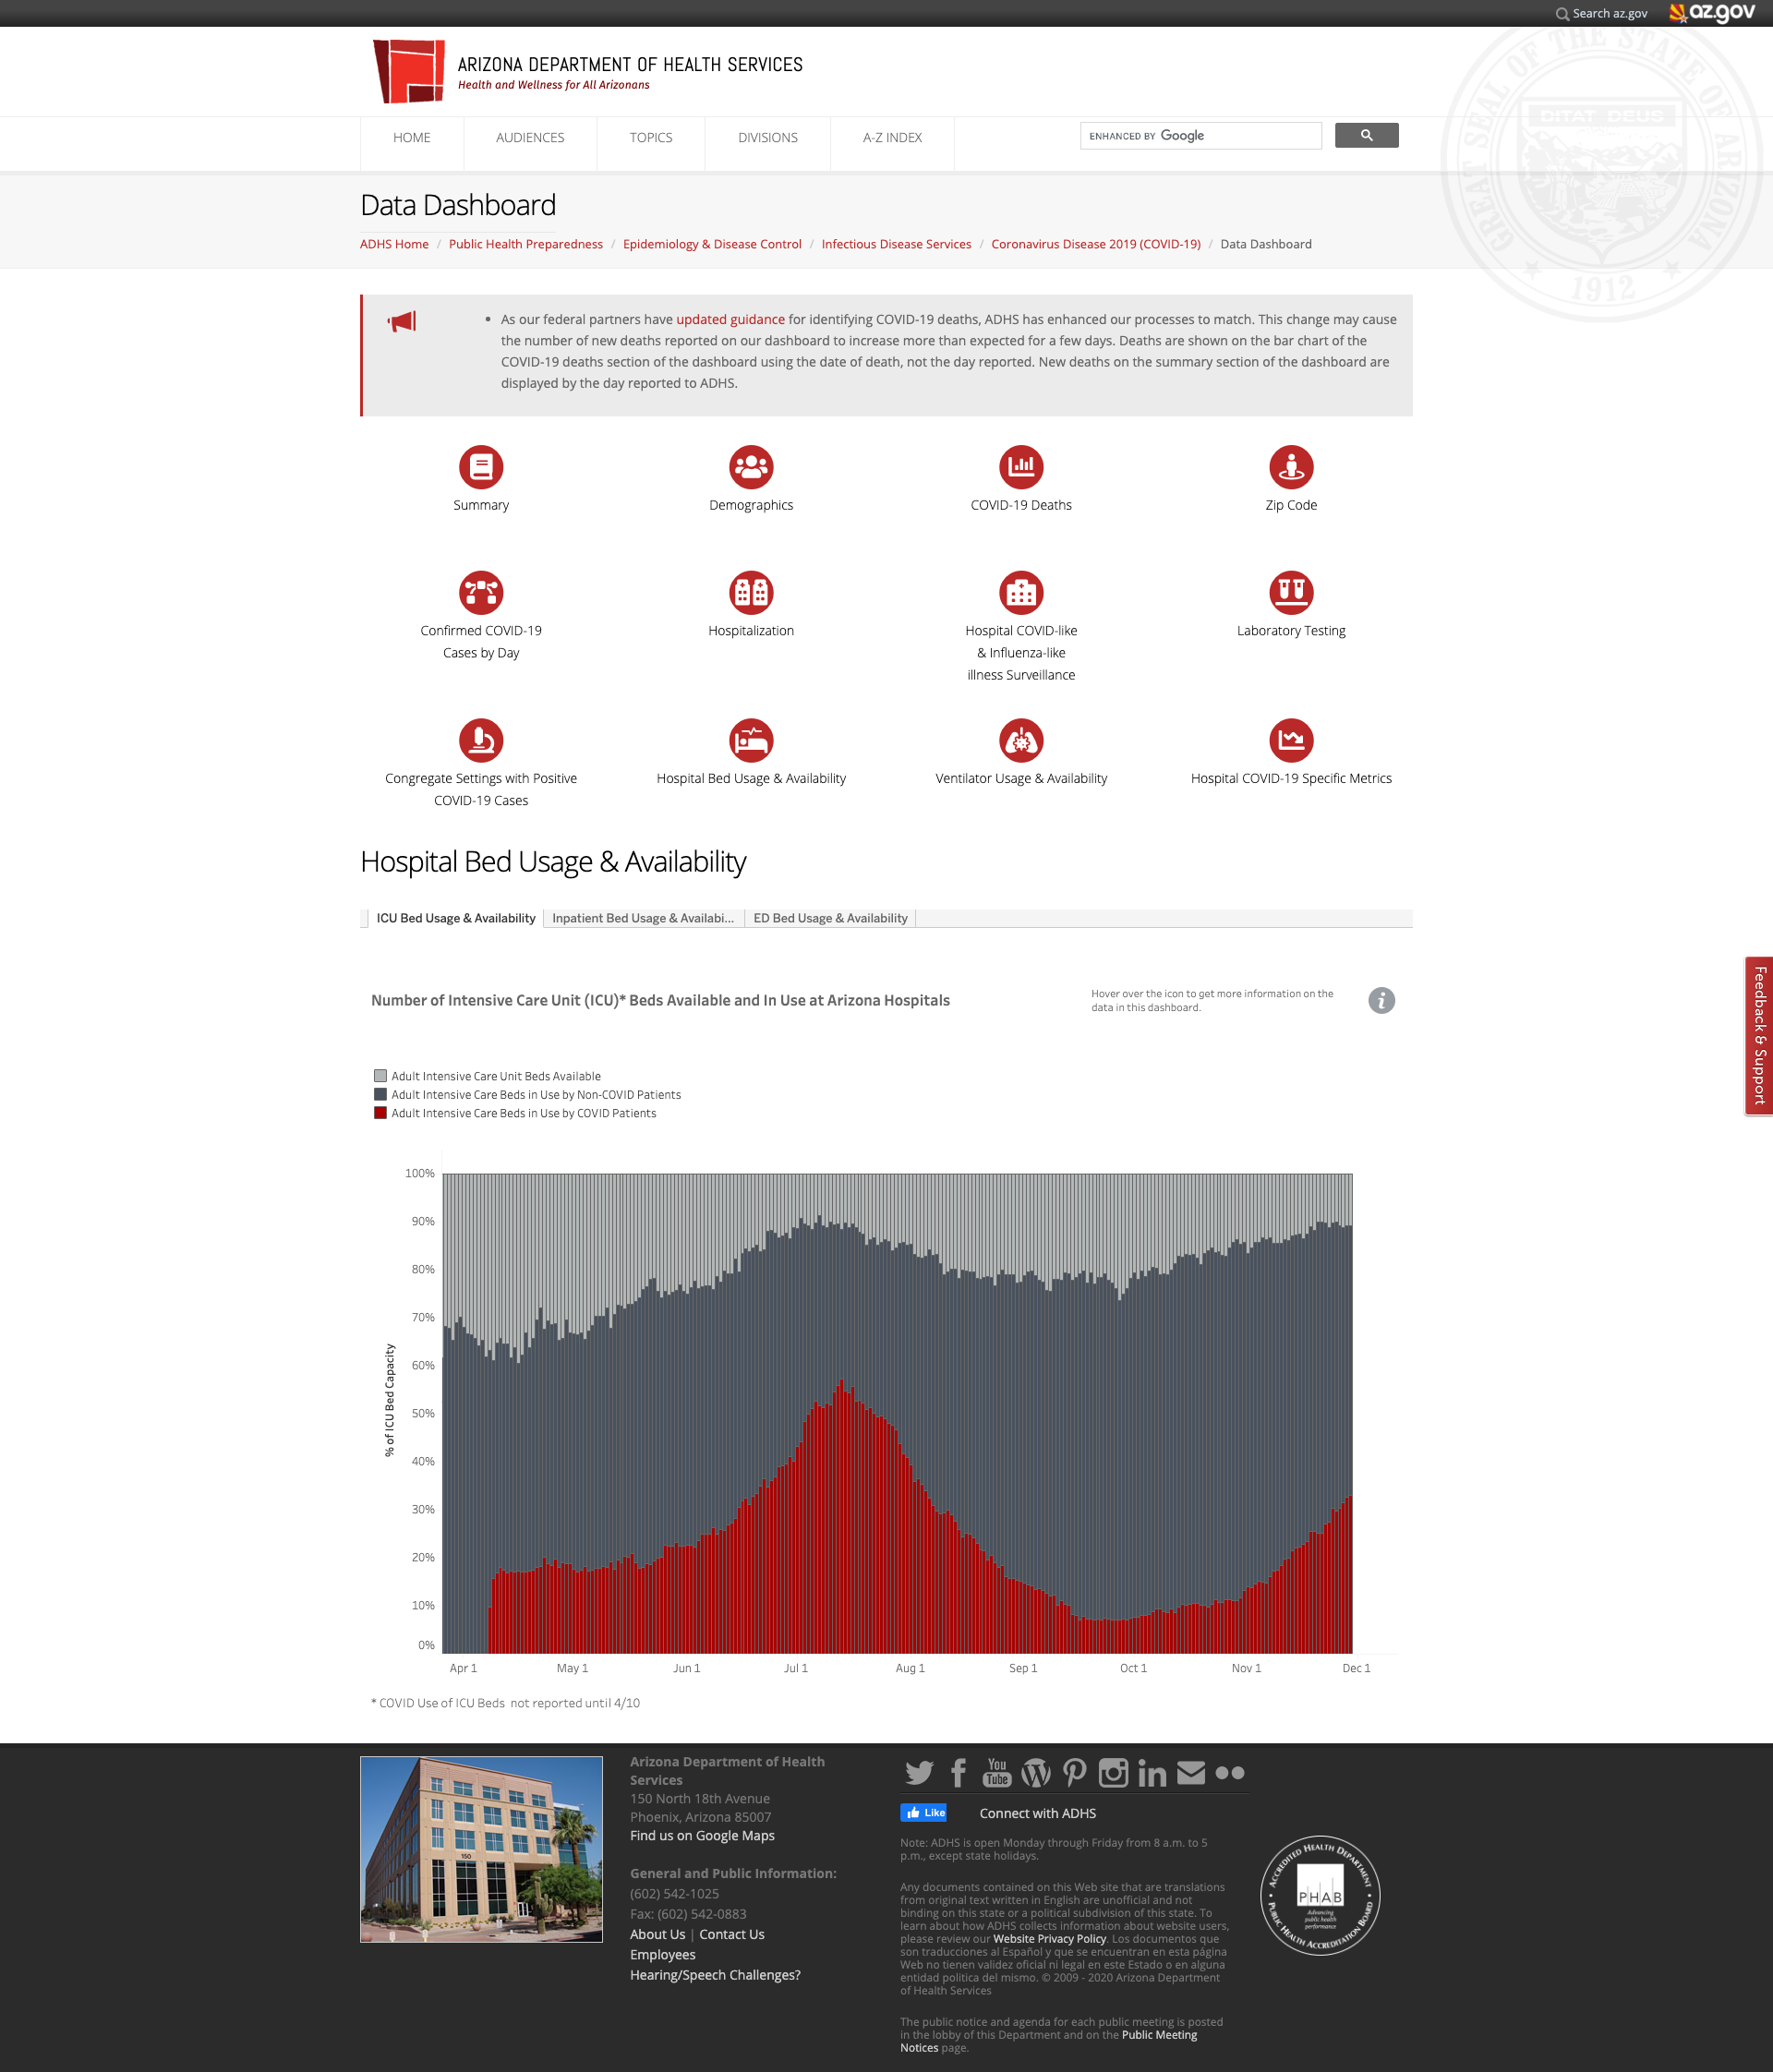 Search az.gov
az.gov
ARIZONA DEPARTMENT OF HEALTH SERVICES
Health and Wellness for All Arizonans
HOME
AUDIENCES
TOPICS
DIVISIONS
A-Z INDEX
ENHANCED BY Google
GREAT SEAL OF THE STATE OF ARIZONA
DITAT DEUS
1912
Data Dashboard
ADHS Home / Public Health Preparedness / Epidemiology & Disease Control / Infectious Disease Services / Coronavirus Disease 2019 (COVID-19) / Data Dashboard
• As our federal partners have updated guidance for identifying COVID-19 deaths, ADHS has enhanced our processes to match. This change may cause
the number of new deaths reported on our dashboard to increase more than expected for a few days. Deaths are shown on the bar chart of the
COVID-19 deaths section of the dashboard using the date of death, not the day reported. New deaths on the summary section of the dashboard are
displayed by the day reported to ADHS.
Summary
Demographics
COVID-19 Deaths
Zip Code
Confirmed COVID-19
Cases by Day
Hospitalization
Hospital COVID-like
& Influenza-like
illness Surveillance
Laboratory Testing
Congregate Settings with Positive
COVID-19 Cases
Hospital Bed Usage & Availability
Ventilator Usage & Availability
Hospital COVID-19 Specific Metrics
Hospital Bed Usage & Availability
ICU Bed Usage & Availability
Inpatient Bed Usage & Availabi...
ED Bed Usage & Availability
Feedback & Support
Number of Intensive Care Unit (ICU)* Beds Available and In Use at Arizona Hospitals
Hover over the icon to get more information on the
data in this dashboard.
i
Adult Intensive Care Unit Beds Available
Adult Intensive Care Beds in Use by Non-COVID Patients
Adult Intensive Care Beds in Use by COVID Patients
% of ICU Bed Capacity
100%
90%
80%
70%
60%
50%
40%
30%
20%
10%
0%
Apr 1
May 1
Jun 1
Jul 1
Aug 1
Sep 1
Oct 1
Nov 1
Dec 1
* COVID Use of ICU Beds not reported until 4/10
150
Arizona Department of Health
Services
150 North 18th Avenue
Phoenix, Arizona 85007
Find us on Google Maps
General and Public Information:
(602) 542-1025
Fax: (602) 542-0883
About Us | Contact Us
Employees
Hearing/Speech Challenges?
You Tube
Like
Connect with ADHS
Note: ADHS is open Monday through Friday from 8 a.m. to 5
p.m., except state holidays.
Any documents contained on this Web site that are translations
from original text written in English are unofficial and not
binding on this state or a political subdivision of this state. To
learn about how ADHS collects information about website users,
please review our Website Privacy Policy. Los documentos que
son traducciones al Español y que se encuentran en esta página
Web no tienen validez oficial ni legal en este Estado o en alguna
entidad politica del mismo. © 2009 - 2020 Arizona Department
of Health Services
The public notice and agenda for each public meeting is posted
in the lobby of this Department and on the Public Meeting
Notices page.
ACCREDITED HEALTH DEPARTMENT
PHAB
Advancing
public health
performance
PUBLIC HEALTH ACCREDITATION BOARD